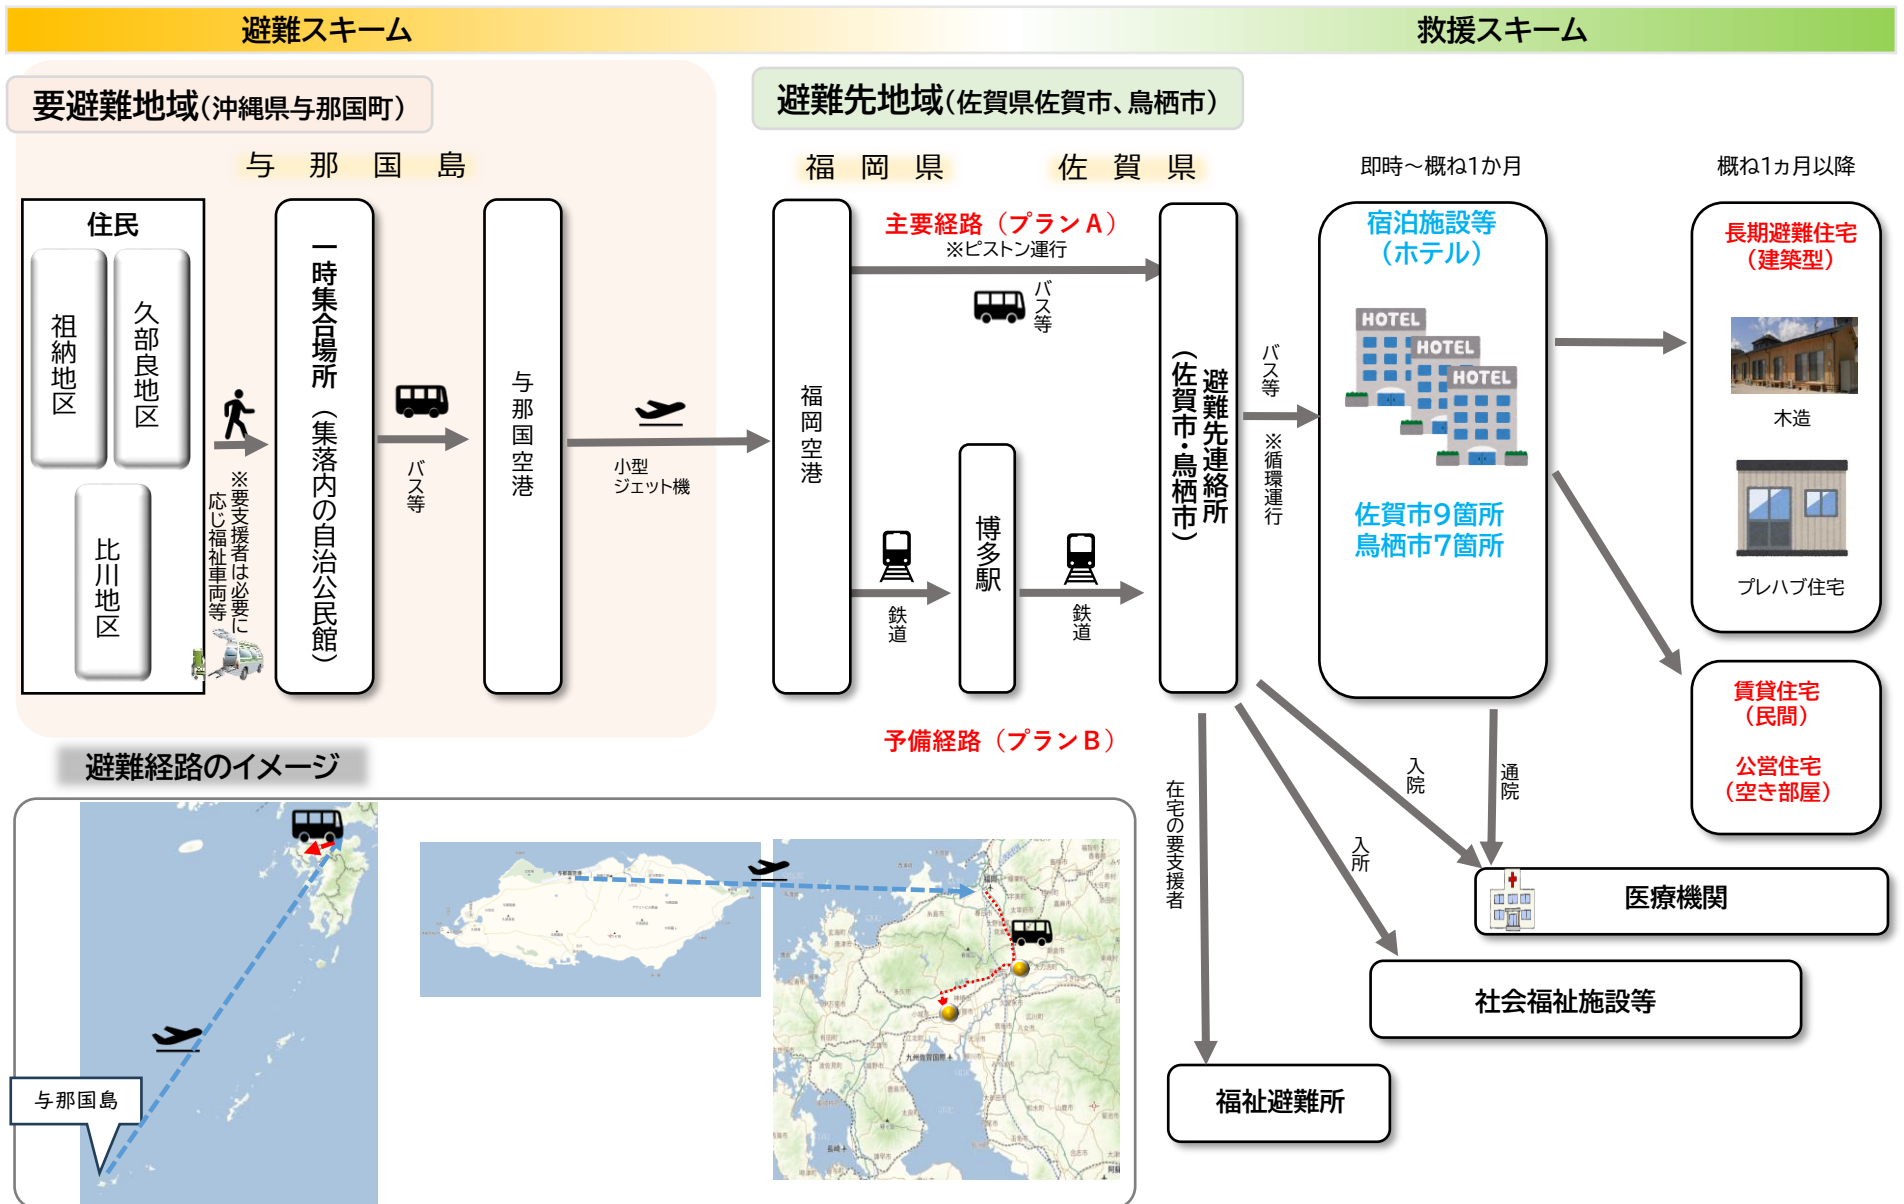 避難スキーム
救援スキーム
要避難地域(沖縄県与那国町)
避難先地域(佐賀県佐賀市、鳥栖市)
与那国島
福岡県
佐賀県
即時～概ね1か月
概ね1ヵ月以降
住民
祖納地区
久部良地区
比川地区
※要支援者は必要に
応じ福祉車両等
一時集合場所（集落内の自治公民館）
バス等
与那国空港
小型
ジェット機
福岡空港
主要経路（プランA）
※ピストン運行
バス等
鉄道
博多駅
鉄道
予備経路（プランB）
避難先連絡所
（佐賀市・鳥栖市）
バス等
※循環運行
宿泊施設等
（ホテル）
HOTEL
HOTEL
HOTEL
佐賀市9箇所
鳥栖市7箇所
長期避難住宅
（建築型）
木造
プレハブ住宅
賃貸住宅
（民間）
公営住宅
（空き部屋）
在宅の要支援者
入所
入院
通院
医療機関
社会福祉施設等
福祉避難所
避難経路のイメージ
与那国島
九州佐賀国際
長崎
福岡